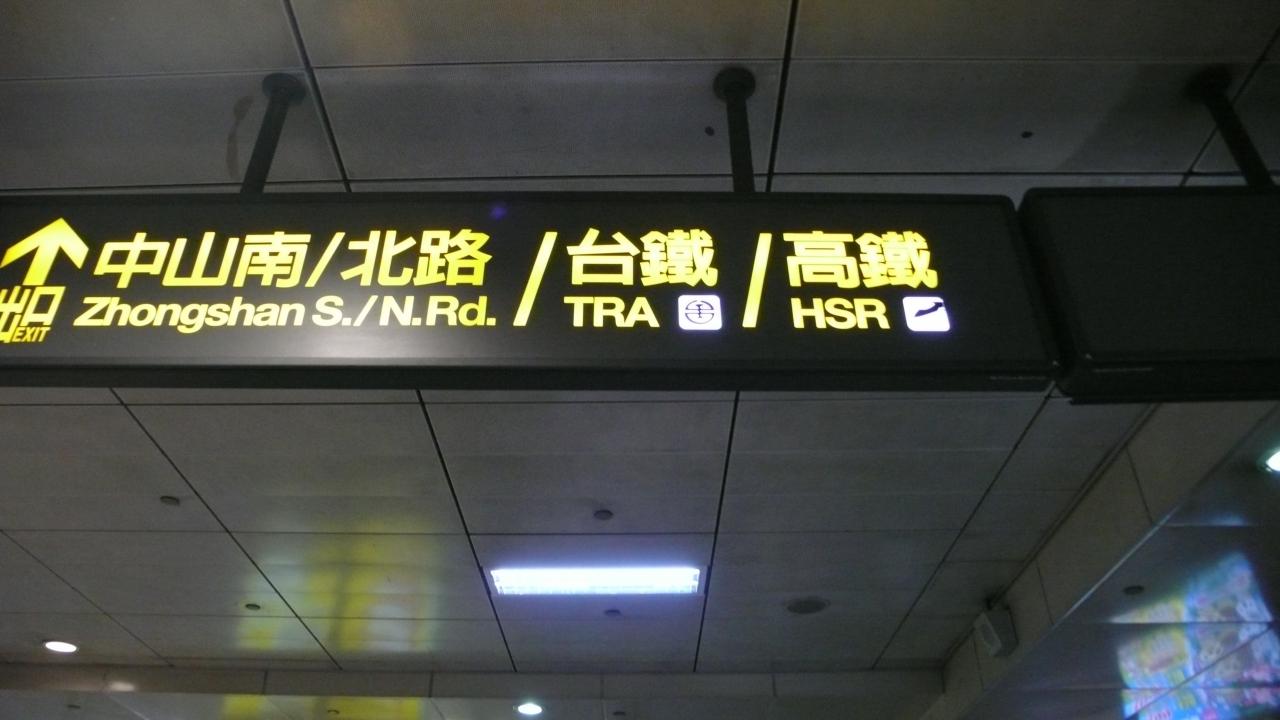 中山南/北路 / 台鐵 / 高鐵
出口 Zhongshan S./N.Rd. TRA HSR
EXIT